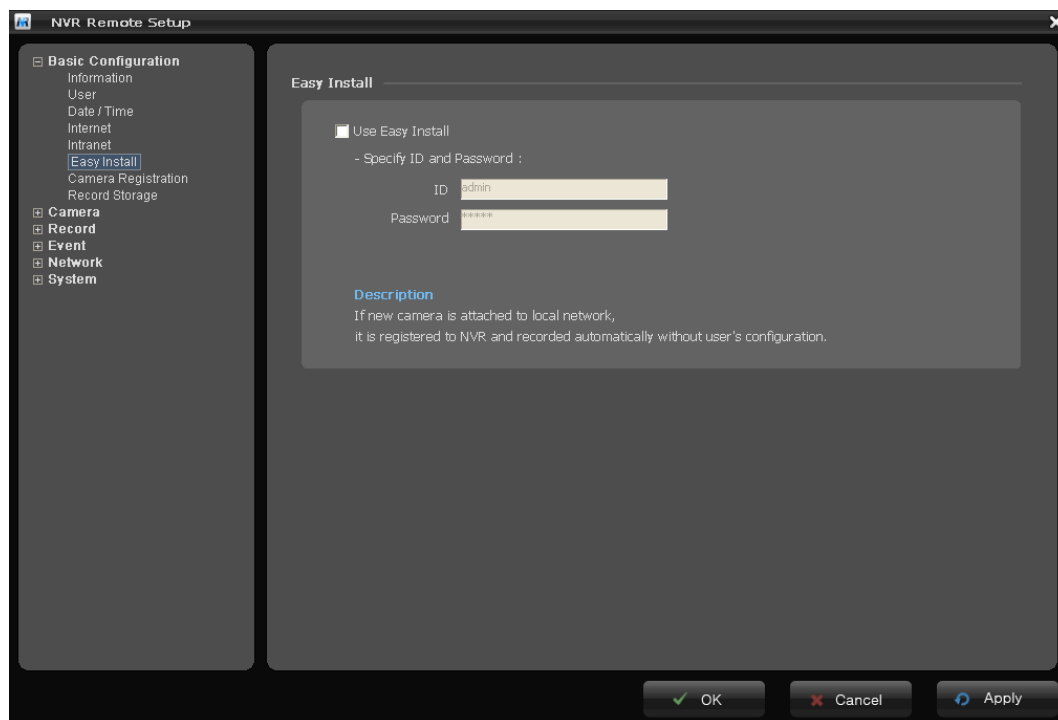 NVR Remote Setup
Basic Configuration
Information
User
Date / Time
Internet
Intranet
Easy Install
Camera Registration
Record Storage
Camera
Record
Event
Network
System
Easy Install
Use Easy Install
- Specify ID and Password :
ID admin
Password *****
Description
If new camera is attached to local network,
it is registered to NVR and recorded automatically without user's configuration.
OK Cancel Apply